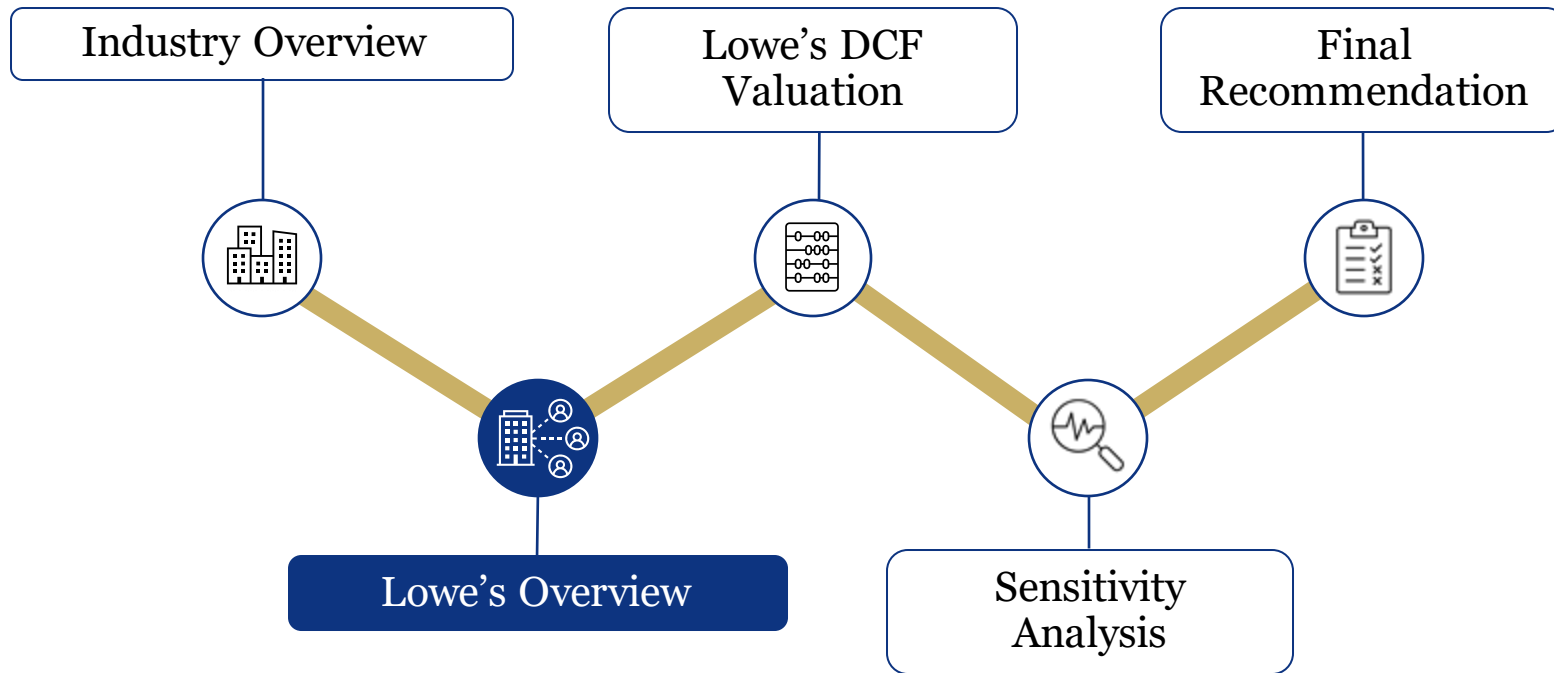 Industry Overview
Lowe’s Overview
Lowe’s DCF
Valuation
Sensitivity
Analysis
Final
Recommendation